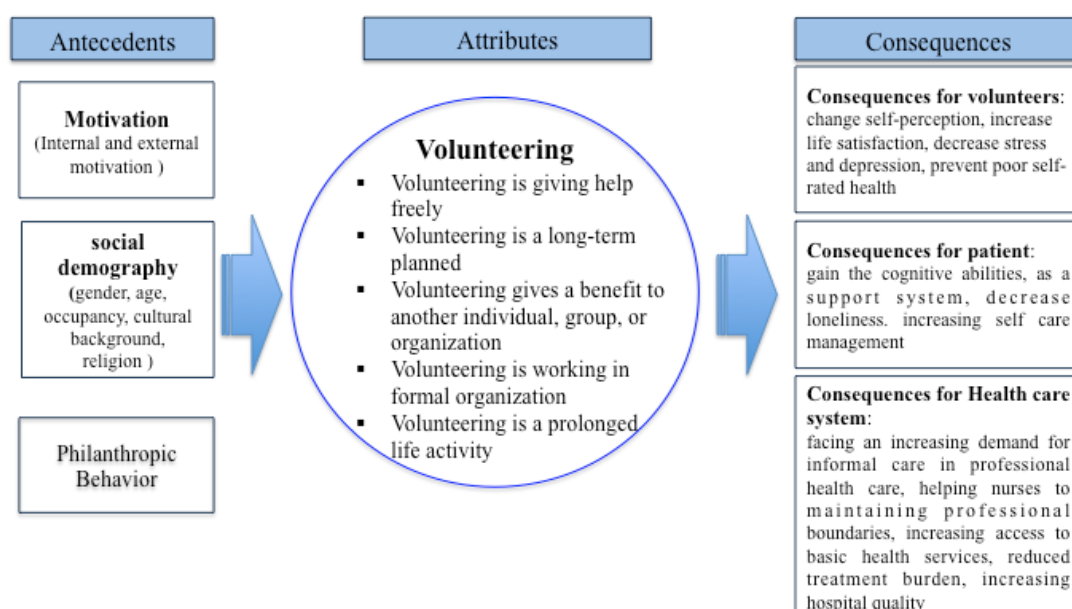 Antecedents
Motivation
(Internal and external
motivation )
social
demography
(gender, age,
occupancy, cultural
background,
religion )
Philanthropic
Behavior
Attributes
Volunteering
▪ Volunteering is giving help
freely
▪ Volunteering is a long-term
planned
▪ Volunteering gives a benefit to
another individual, group, or
organization
▪ Volunteering is working in
formal organization
▪ Volunteering is a prolonged
life activity
Consequences
Consequences for volunteers:
change self-perception, increase
life satisfaction, decrease stress
and depression, prevent poor self-
rated health
Consequences for patient:
gain the cognitive abilities, as a
support system, decrease
loneliness. increasing self care
management
Consequences for Health care
system:
facing an increasing demand for
informal care in professional
health care, helping nurses to
maintaining professional
boundaries, increasing access to
basic health services, reduced
treatment burden, increasing
hospital quality